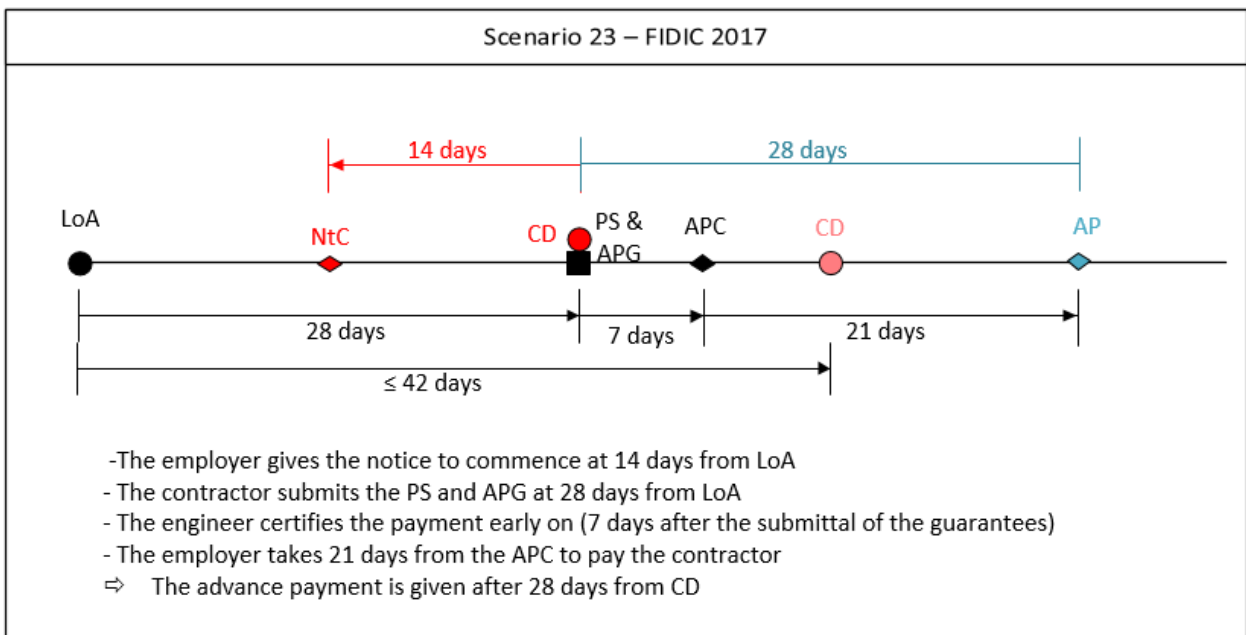 Scenario 23 – FIDIC 2017
14 days
28 days
LoA
NtC
CD
PS &
APG
APC
CD
AP
28 days
7 days
21 days
≤ 42 days
-The employer gives the notice to commence at 14 days from LoA
- The contractor submits the PS and APG at 28 days from LoA
- The engineer certifies the payment early on (7 days after the submittal of the guarantees)
- The employer takes 21 days from the APC to pay the contractor
⇨ The advance payment is given after 28 days from CD